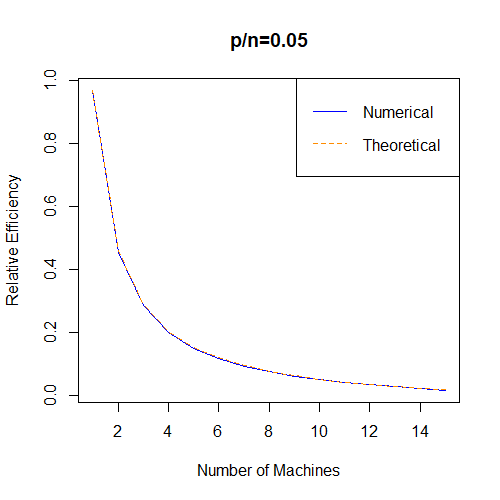 p/n=0.05
Numerical
Theoretical
Relative Efficiency
1.0
0.8
0.6
0.4
0.2
0.0
2 4 6 8 10 12 14
Number of Machines